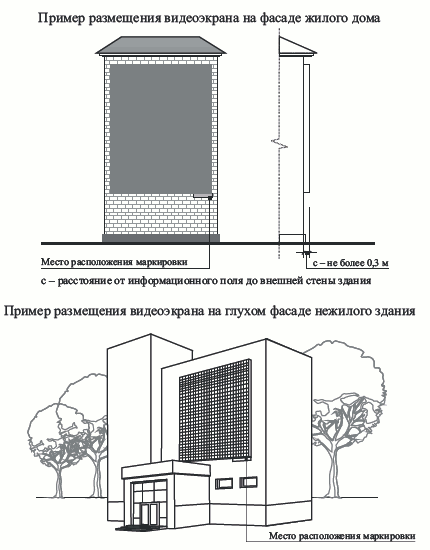 Пример размещения видеоэкрана на фасаде жилого дома
Место расположения маркировки
с – не более 0,3 м
с – расстояние от информационного поля до внешней стены здания
Пример размещения видеоэкрана на глухом фасаде нежилого здания
Место расположения маркировки